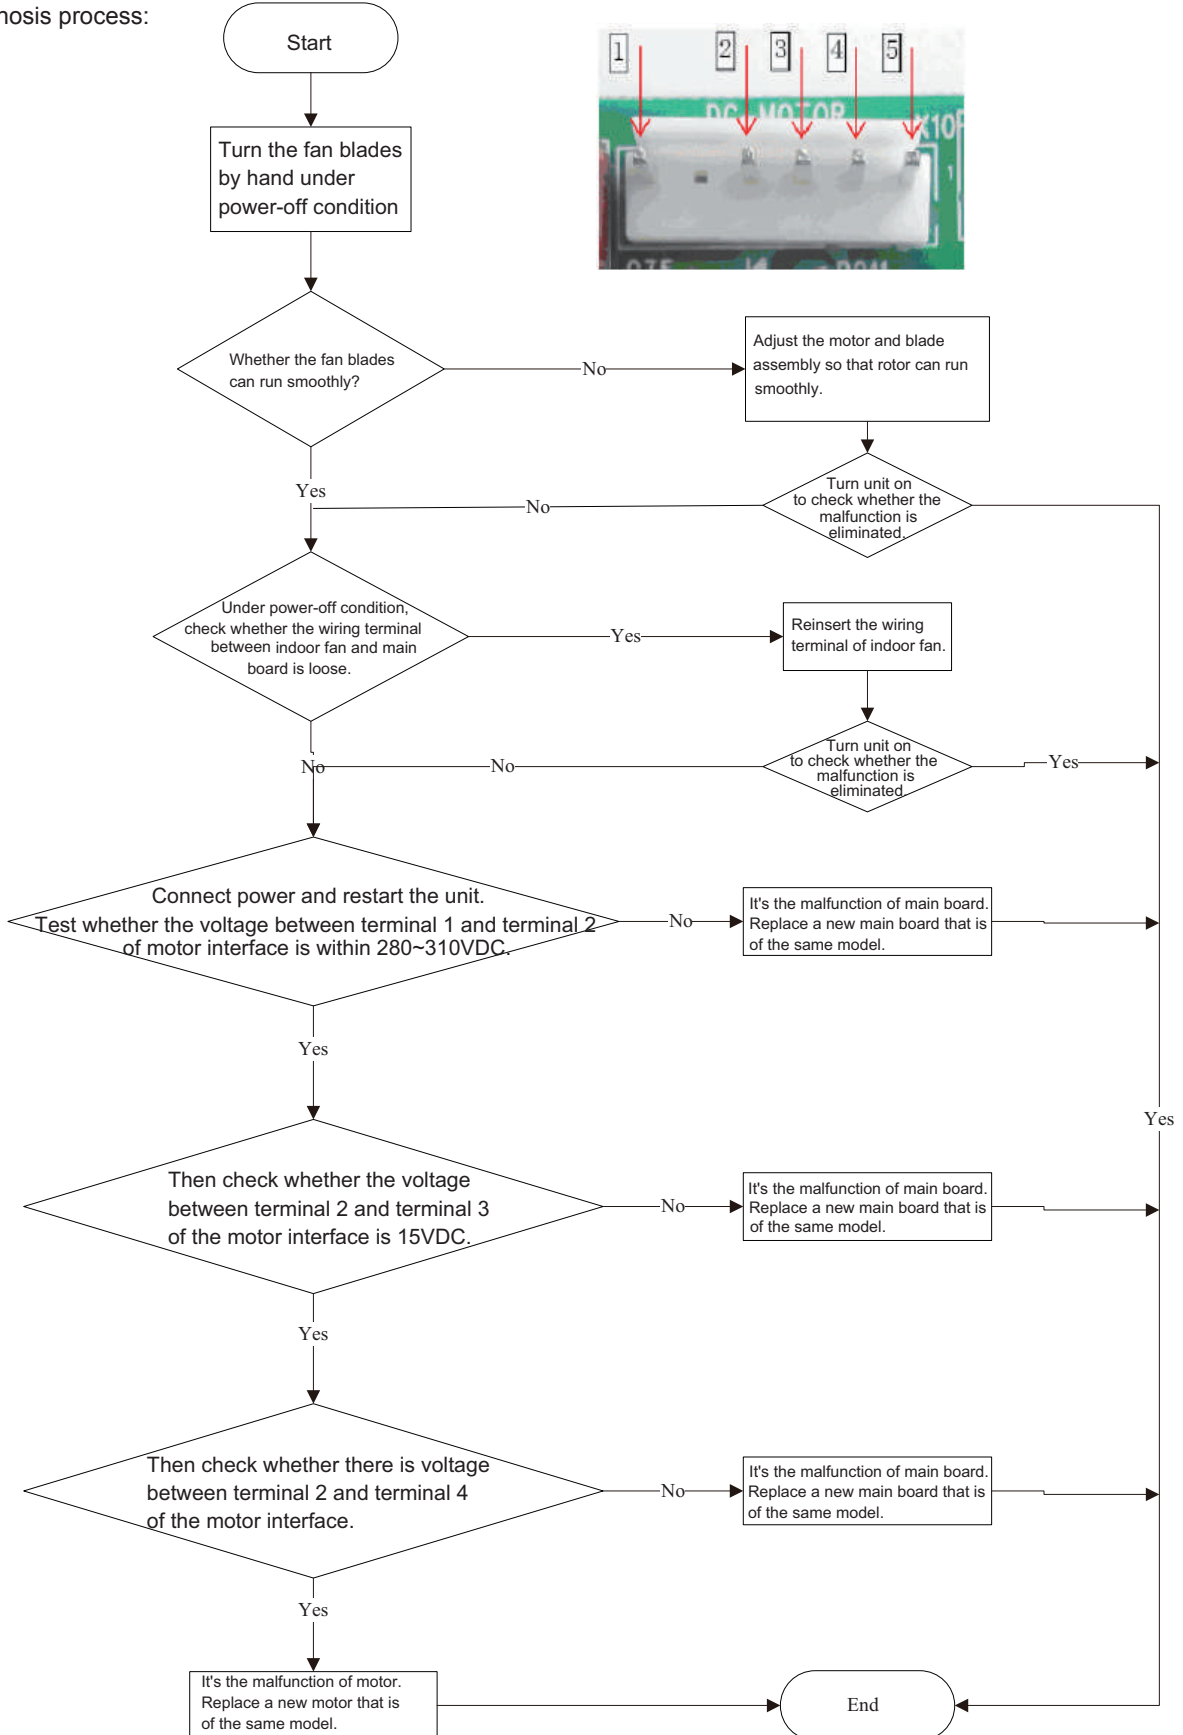 nosis process:
Start
1
2
3
4
5
DC MOTOR
Turn the fan blades
by hand under
power-off condition
Whether the fan blades
can run smoothly?
No
Adjust the motor and blade
assembly so that rotor can run
smoothly.
Yes
No
Turn unit on
to check whether the
malfunction is
eliminated.
Under power-off condition,
check whether the wiring terminal
between indoor fan and main
board is loose.
Yes
Reinsert the wiring
terminal of indoor fan.
No
No
Turn unit on
to check whether the
malfunction is
eliminated.
Yes
Connect power and restart the unit.
Test whether the voltage between terminal 1 and terminal 2
of motor interface is within 280~310VDC.
No
It's the malfunction of main board.
Replace a new main board that is
of the same model.
Yes
Yes
Then check whether the voltage
between terminal 2 and terminal 3
of the motor interface is 15VDC.
No
It's the malfunction of main board.
Replace a new main board that is
of the same model.
Yes
Then check whether there is voltage
between terminal 2 and terminal 4
of the motor interface.
No
It's the malfunction of main board.
Replace a new main board that is
of the same model.
Yes
It's the malfunction of motor.
Replace a new motor that is
of the same model.
End